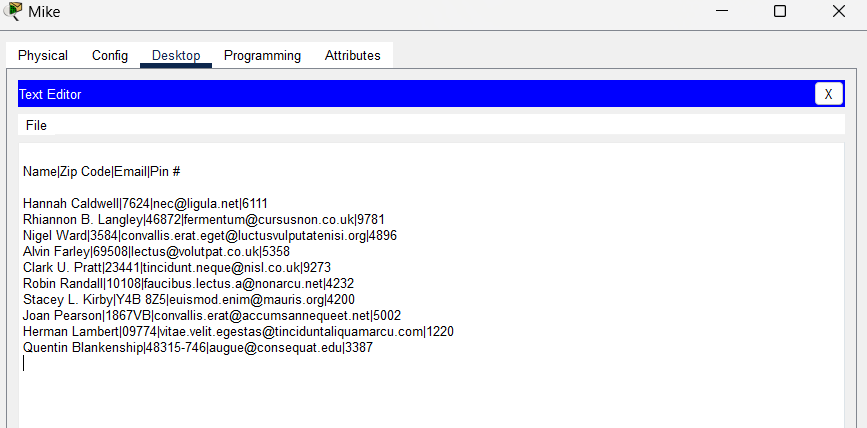 Mike
Physical Config Desktop Programming Attributes
Text Editor X
File
Name|Zip Code|Email|Pin #
Hannah Caldwell|7624|nec@ligula.net|6111
Rhiannon B. Langley|46872|fermentum@cursusnon.co.uk|9781
Nigel Ward|3584|convallis.erat.eget@luctusvulputatenisi.org|4896
Alvin Farley|69508|lectus@volutpat.co.uk|5358
Clark U. Pratt|23441|tincidunt.neque@nisl.co.uk|9273
Robin Randall|10108|faucibus.lectus.a@nonarcu.net|4232
Stacey L. Kirby|Y4B 8Z5|euismod.enim@mauris.org|4200
Joan Pearson|1867VB|convallis.erat@accumsannequeet.net|5002
Herman Lambert|09774|vitae.velit.egestas@tinciduntaliquamarcu.com|1220
Quentin Blankenship|48315-746|augue@consequat.edu|3387